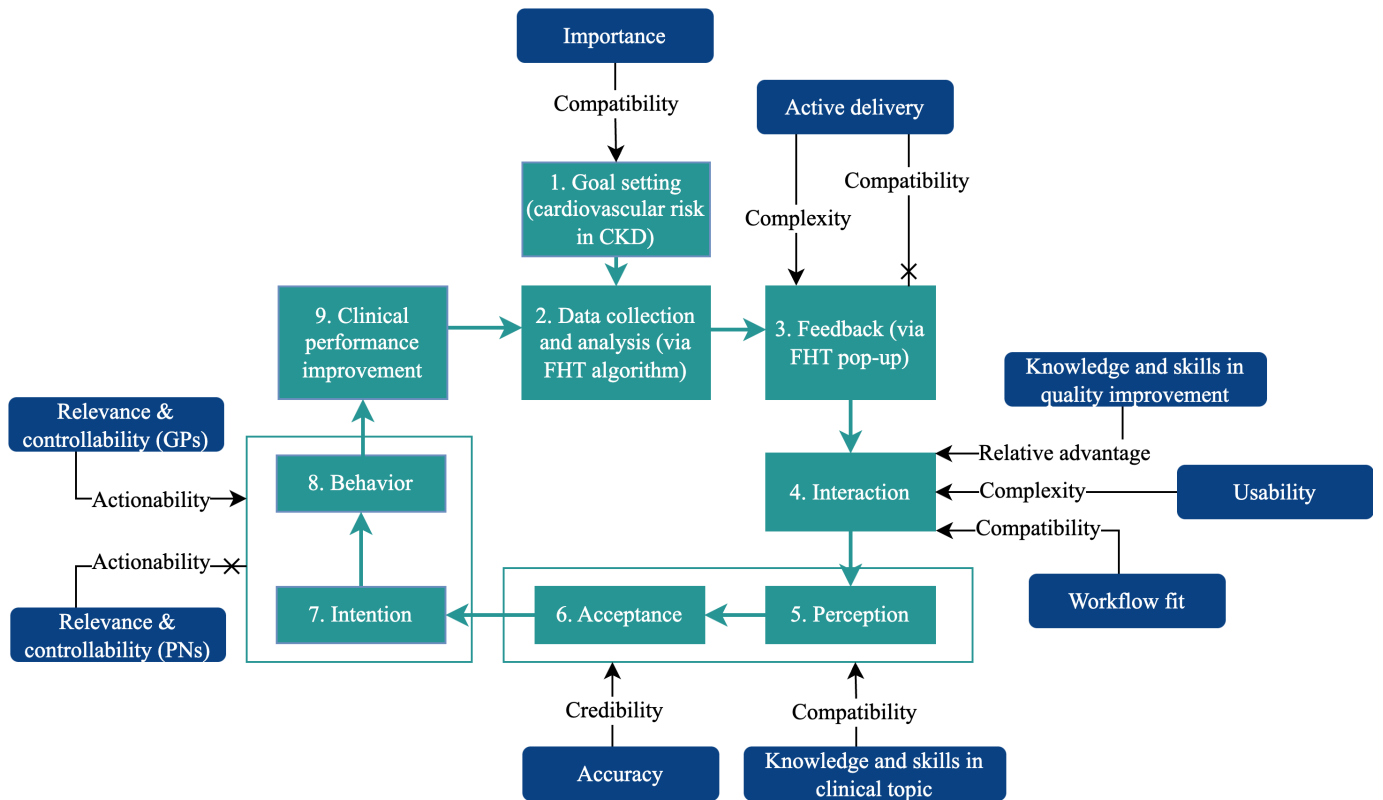 Importance
Compatibility
Active delivery
1. Goal setting
(cardiovascular risk
in CKD)
Compatibility
Complexity
9. Clinical
performance
improvement
2. Data collection
and analysis (via
FHT algorithm)
3. Feedback (via
FHT pop-up)
Knowledge and skills in
quality improvement
Relevance &
controllability (GPs)
Relative advantage
8. Behavior
4. Interaction
Complexity
Usability
Actionability
Compatibility
Actionability
Workflow fit
7. Intention
6. Acceptance
5. Perception
Relevance &
controllability (PNs)
Credibility
Compatibility
Accuracy
Knowledge and skills in
clinical topic